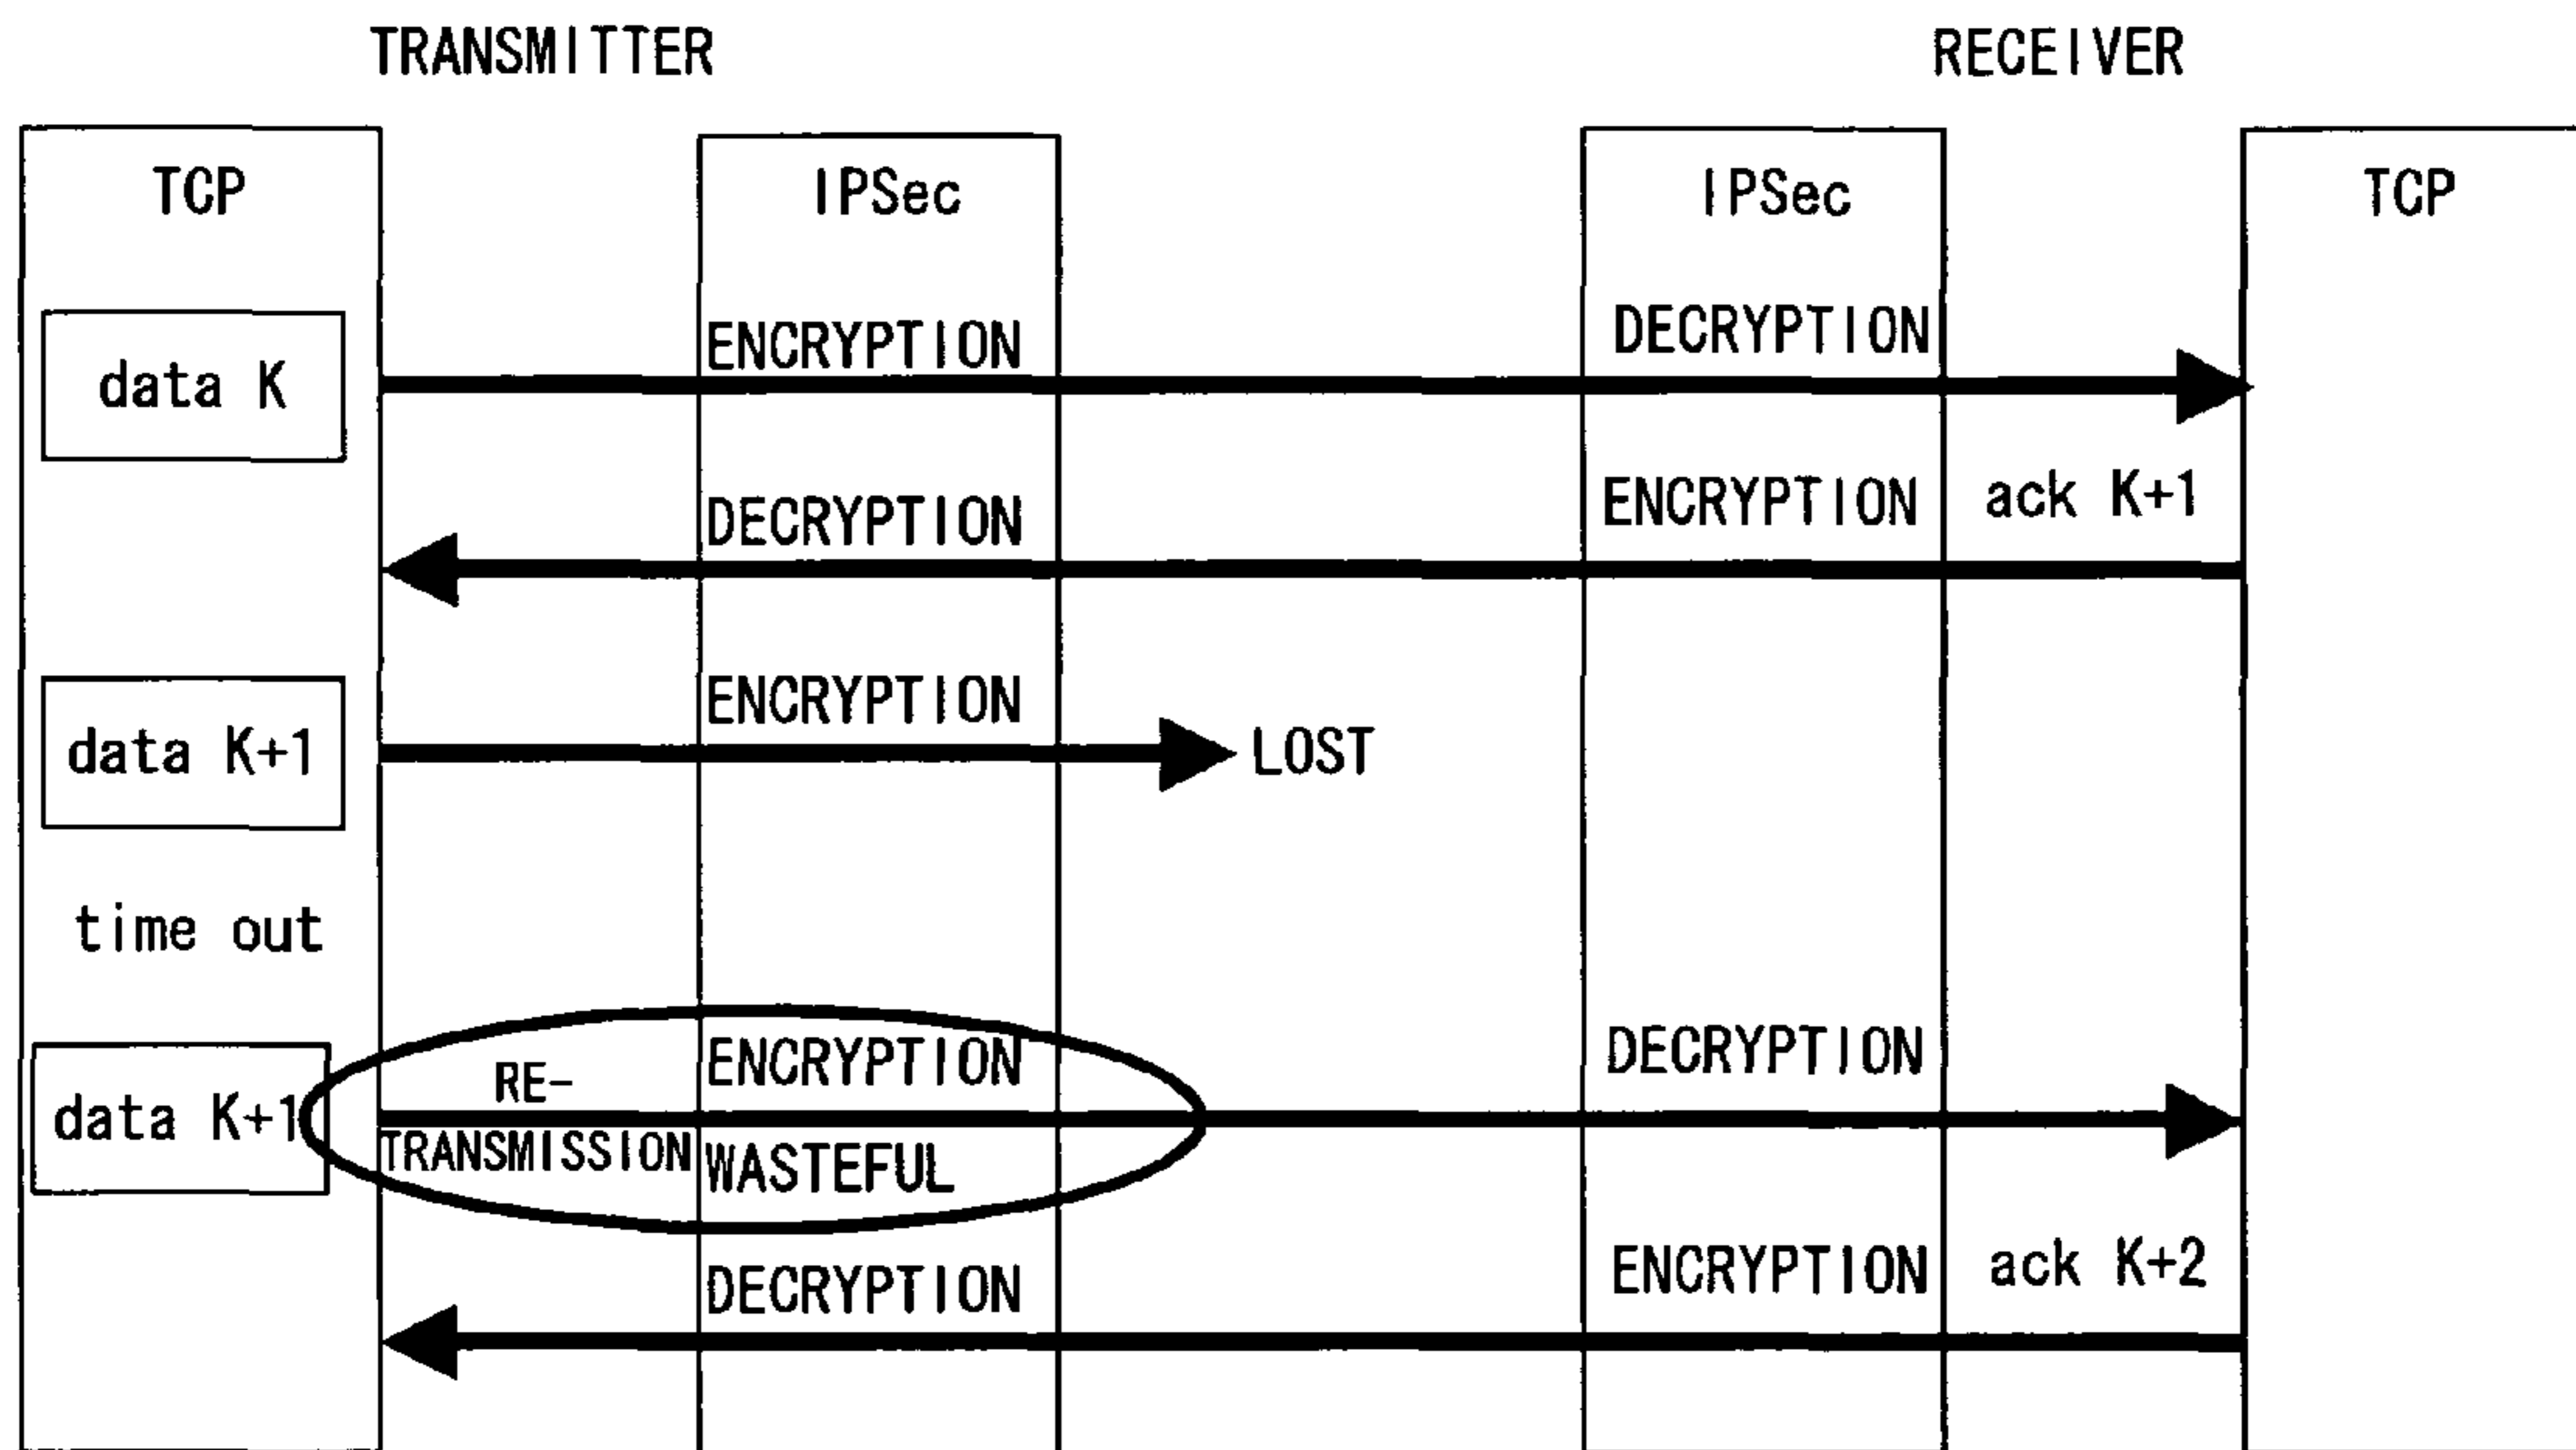 TRANSMITTER RECEIVER
TCP IPSec IPSec TCP
data K ENCRYPTION DECRYPTION
DECRYPTION ENCRYPTION ack K+1
data K+1 ENCRYPTION LOST
time out
data K+1 RE- ENCRYPTION DECRYPTION
TRANSMISSION WASTEFUL
DECRYPTION ENCRYPTION ack K+2